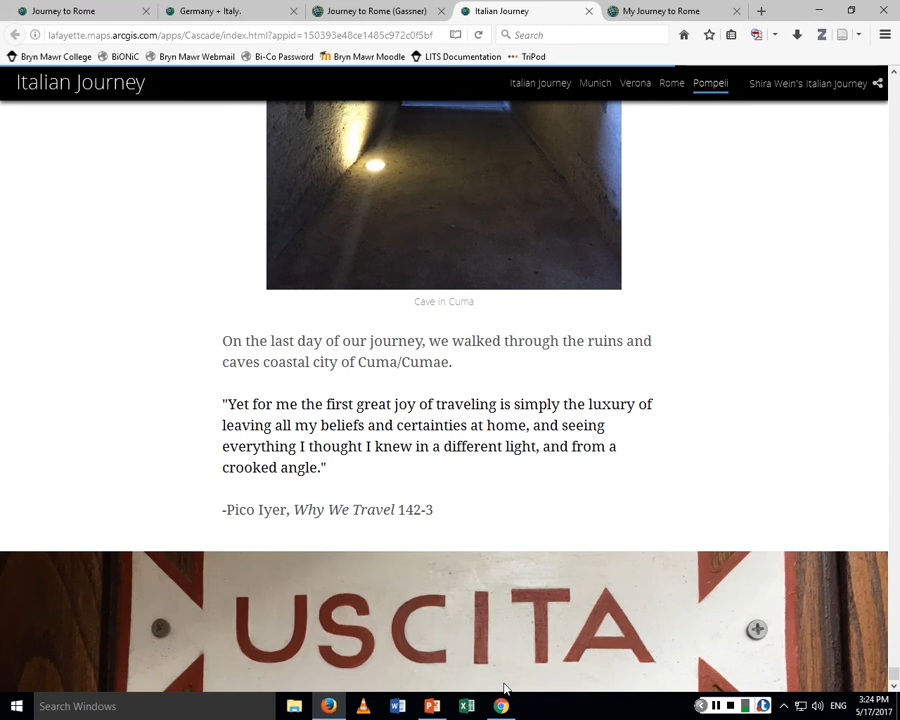 Journey to Rome
Germany + Italy.
Journey to Rome (Gassner)
Italian Journey
My Journey to Rome
lafayette.maps.arcgis.com/apps/Cascade/index.html?appid=150393e48ce1485c972c0f5bf
Search
Bryn Mawr College
BiONiC
Bryn Mawr Webmail
Bi-Co Password
Bryn Mawr Moodle
LITS Documentation
TriPod
Italian Journey
Italian Journey
Munich
Verona
Rome
Pompeii
Shira Wein's Italian Journey
Cave in Cuma
On the last day of our journey, we walked through the ruins and
caves coastal city of Cuma/Cumae.
"Yet for me the first great joy of traveling is simply the luxury of
leaving all my beliefs and certainties at home, and seeing
everything I thought I knew in a different light, and from a
crooked angle."
-Pico Iyer, Why We Travel 142-3
USCITA
Search Windows
ENG
3:24 PM
5/17/2017